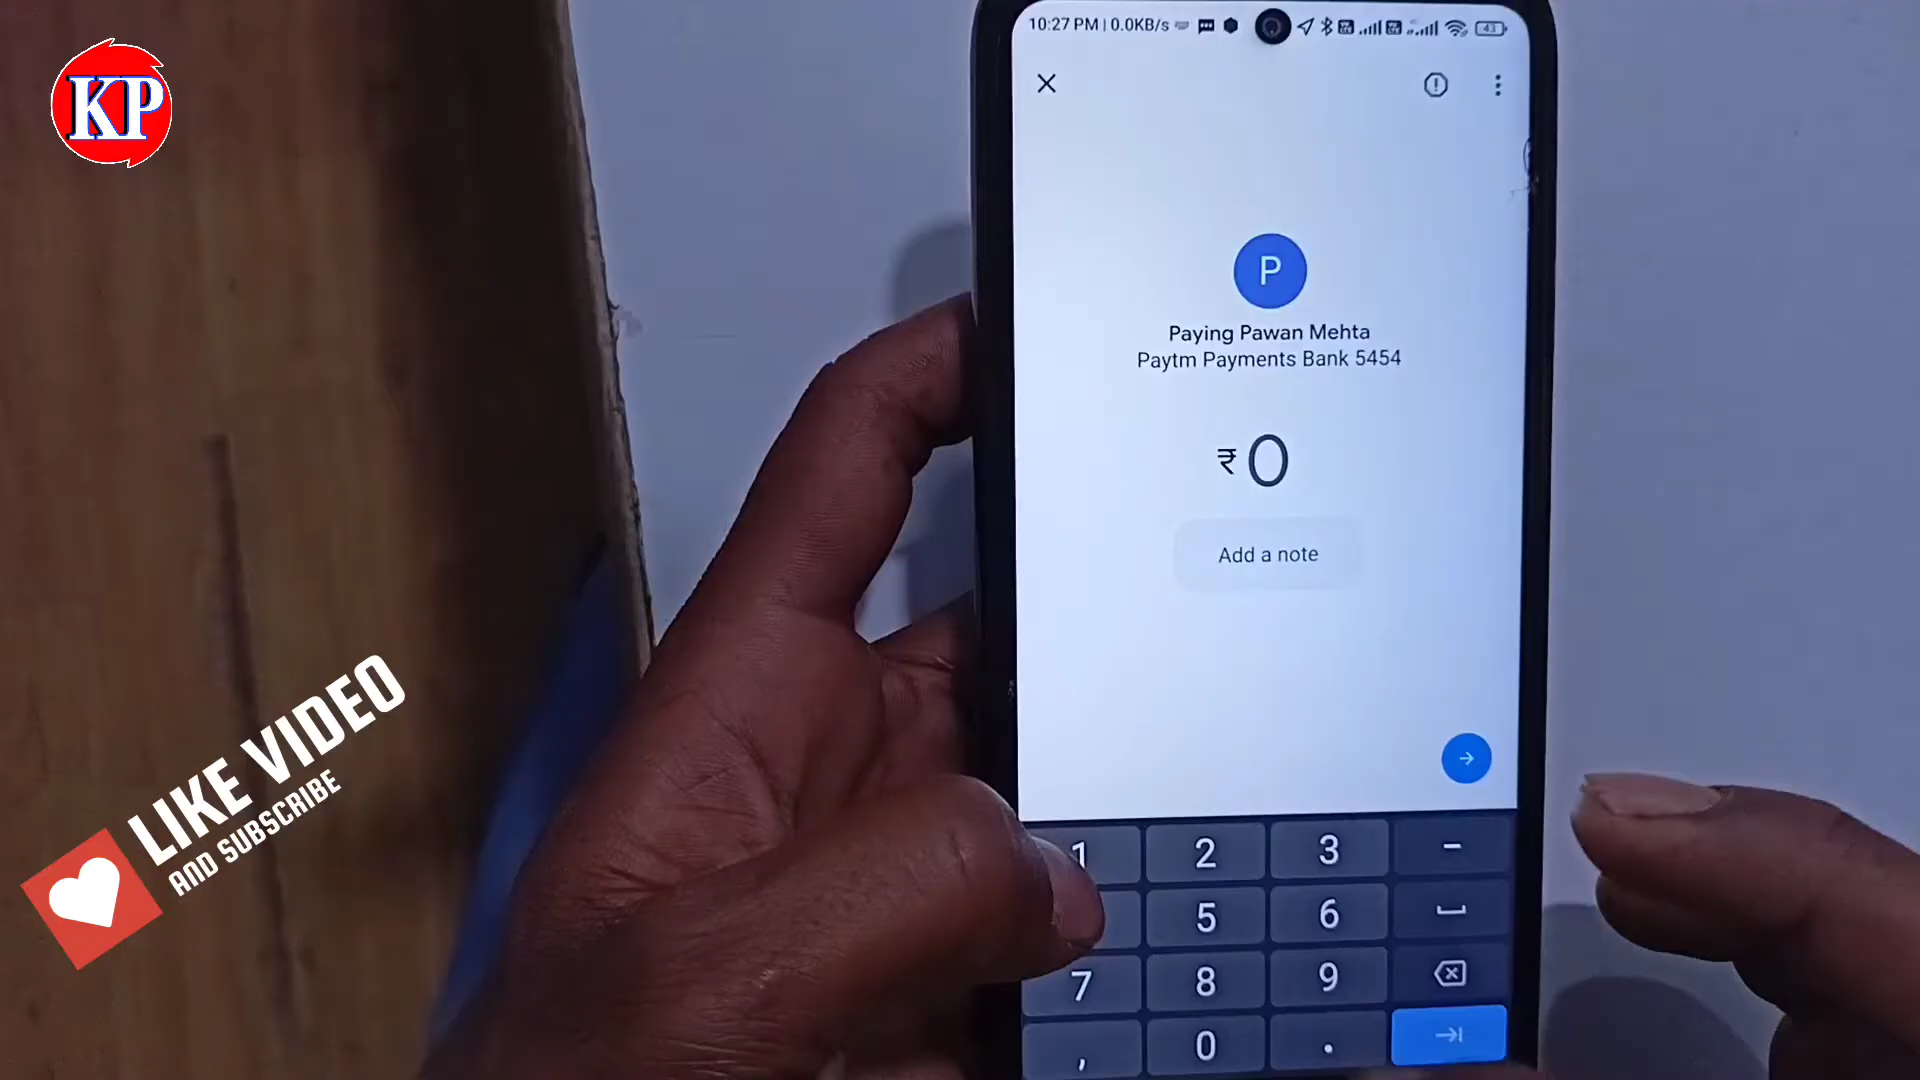 KP
10:27 PM | 0.0KB/s
43
P
Paying Pawan Mehta
Paytm Payments Bank 5454
₹0
Add a note
1 2 3 -
5 6
7 8 9
, 0 .
LIKE VIDEO
AND SUBSCRIBE